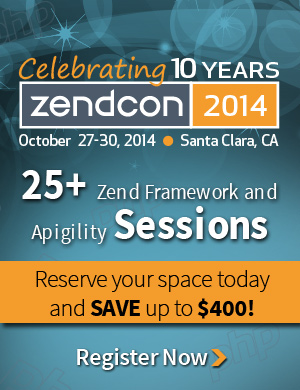 Celebrating 10 YEARS
zendcon 2014
October 27-30, 2014 ● Santa Clara, CA
25+ Zend Framework and
Apigility Sessions
Reserve your space today
and SAVE up to $400!
Register Now